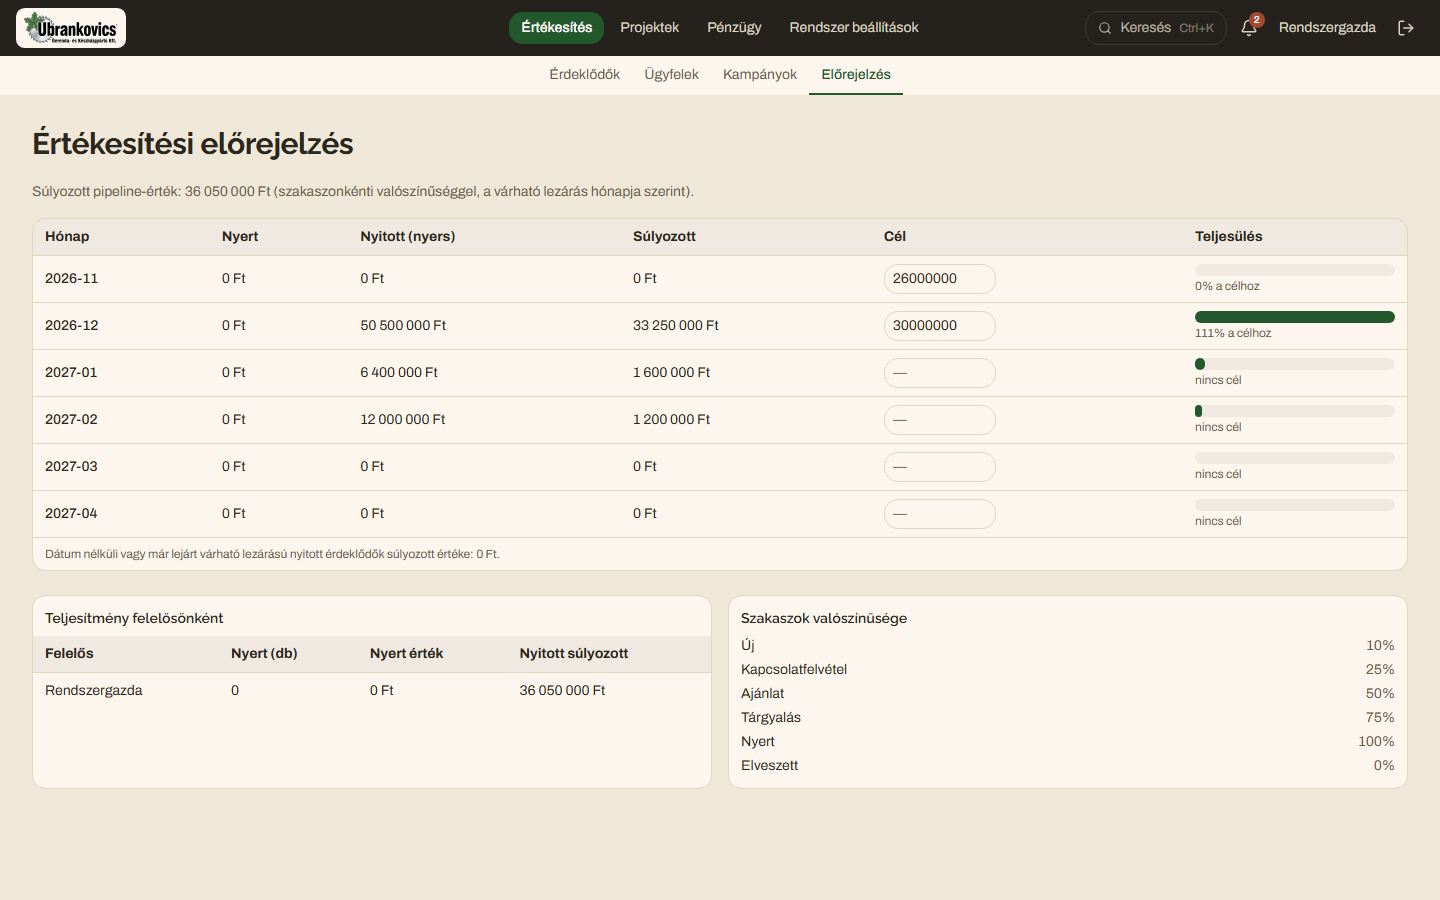 Ubrankovics
Gerenda- és Készházgyártó Kft.
Értékesítés Projektek Pénzügy Rendszer beállítások
Keresés Ctrl+K 2 Rendszergazda
Érdeklődők Ügyfelek Kampányok Előrejelzés
Értékesítési előrejelzés
Súlyozott pipeline-érték: 36 050 000 Ft (szakaszonkénti valószínűséggel, a várható lezárás hónapja szerint).
Hónap Nyert Nyitott (nyers) Súlyozott Cél Teljesülés
2026-11 0 Ft 0 Ft 0 Ft 26000000 0% a célhoz
2026-12 0 Ft 50 500 000 Ft 33 250 000 Ft 30000000 111% a célhoz
2027-01 0 Ft 6 400 000 Ft 1 600 000 Ft — nincs cél
2027-02 0 Ft 12 000 000 Ft 1 200 000 Ft — nincs cél
2027-03 0 Ft 0 Ft 0 Ft — nincs cél
2027-04 0 Ft 0 Ft 0 Ft — nincs cél
Dátum nélküli vagy már lejárt várható lezárású nyitott érdeklődők súlyozott értéke: 0 Ft.
Teljesítmény felelősönként
Felelős Nyert (db) Nyert érték Nyitott súlyozott
Rendszergazda 0 0 Ft 36 050 000 Ft
Szakaszok valószínűsége
Új 10%
Kapcsolatfelvétel 25%
Ajánlat 50%
Tárgyalás 75%
Nyert 100%
Elveszett 0%